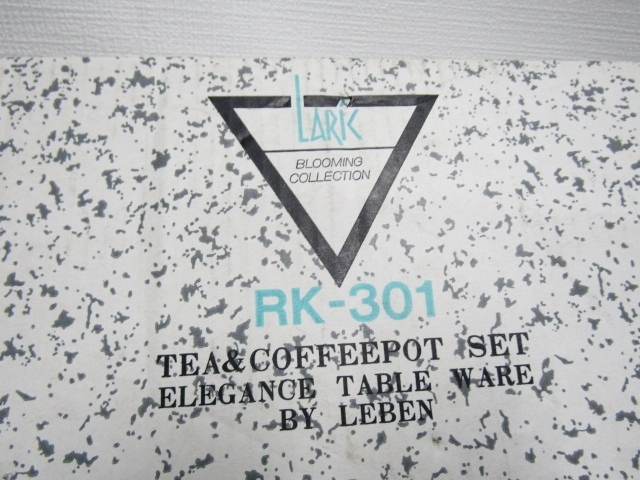 Laric
BLOOMING
COLLECTION
RK-301
TEA&COFFEEPOT SET
ELEGANCE TABLE WARE
BY LEBEN